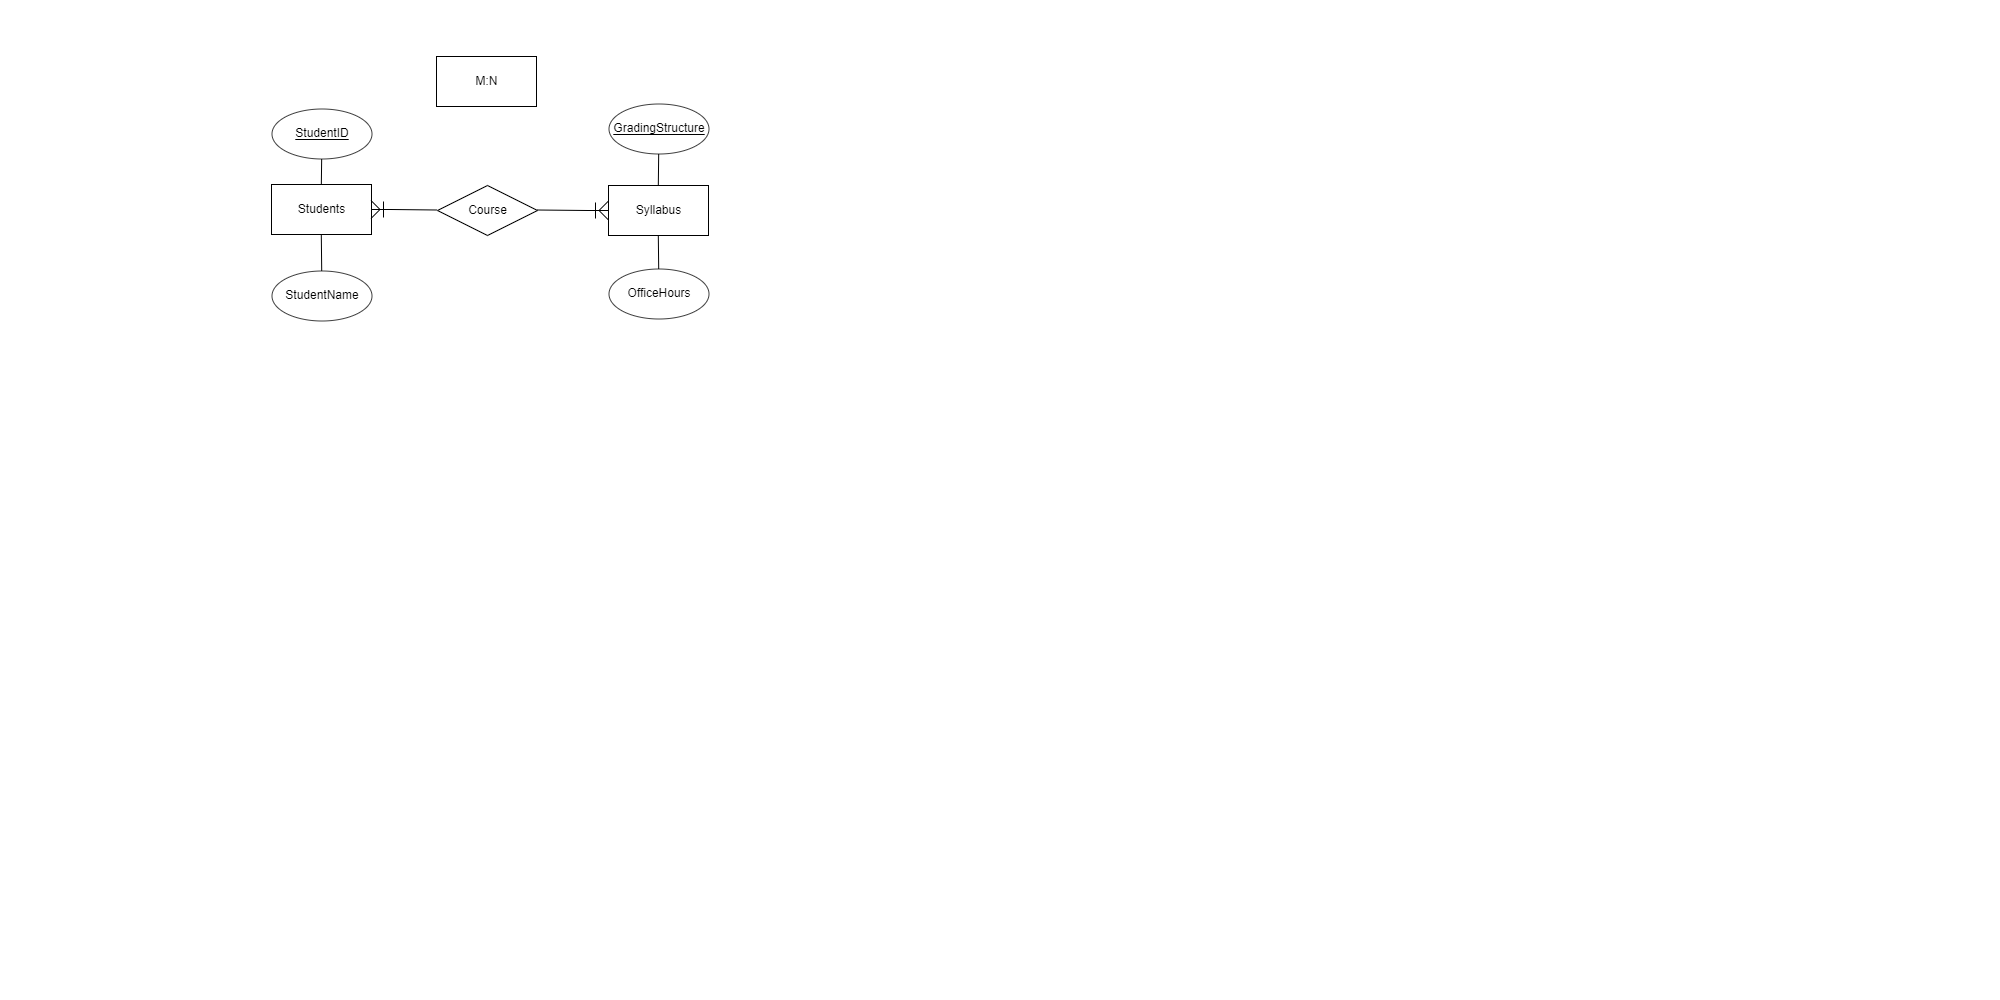 M:N
StudentID
GradingStructure
Students
Course
Syllabus
StudentName
OfficeHours